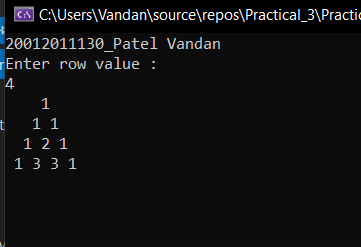 C:\Users\Vandan\source\repos\Practical_3\Practic
20012011130_Patel Vandan
Enter row value :
4
1
1 1
1 2 1
1 3 3 1